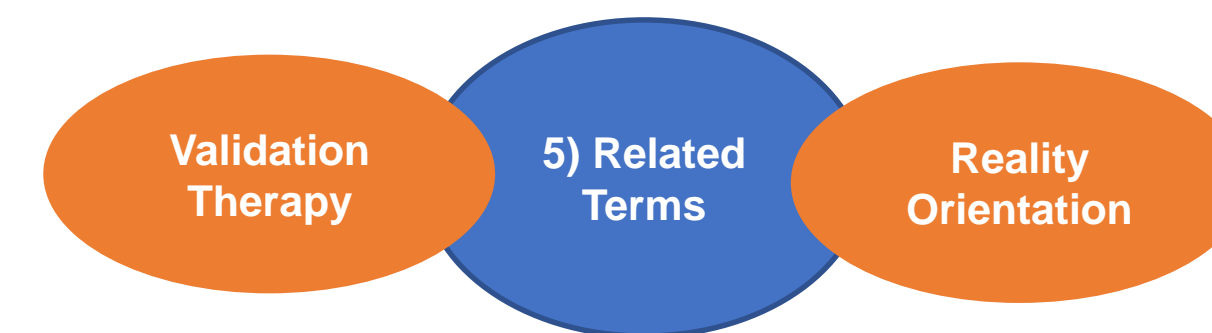 Validation
Therapy
5) Related
Terms
Reality
Orientation